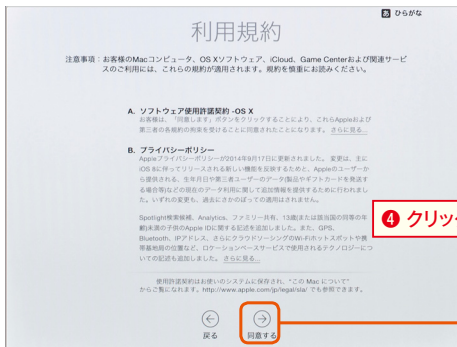 あ ひらがな
利用規約
注意事項：お客様のMacコンピュータ、OS Xソフトウェア、iCloud、Game Centerおよび関連サービ
スのご利用には、これらの規約が適用されます。規約を慎重にお読みください。
A. ソフトウェア使用許諾契約 -OS X
お客様は、「同意します」ボタンをクリックすることにより、これらAppleおよび
第三者の各規約の拘束を受けることに同意されたことになります。 さらに見る...
B. プライバシーポリシー
Appleプライバシーポリシーが2014年9月17日に更新されました。 変更は、主に
iOS 8に伴ってリリースされる新しい機能を反映するためと、Appleのユーザーか
ら提供される、生年月日や第三者ユーザーのデータ(製品やギフトカードを発送す
る場合等)などの現在のデータ利用に関して追加情報を提供するために行われまし
た。いずれの変更も、過去にさかのぼっての適用はされません。
Spotlight検索候補、Analytics、ファミリー共有、13歳(または該当国の同等の年
齢)未満の子供のApple IDに関する記述を追加しました。また、GPS、
Bluetooth、IPアドレス、さらにクラウドソーシングのWi-Fiホットスポットや携
帯基地局の位置など、ロケーションベースサービスで使用されるテクノロジーにつ
いての記述も追加しました。 さらに見る...
使用許諾契約はお使いのシステムに保存され、"この Mac について"
からご覧になれます。http://www.apple.com/jp/legal/sla/ でも参照できます。
❹ クリッ
戻る
同意する